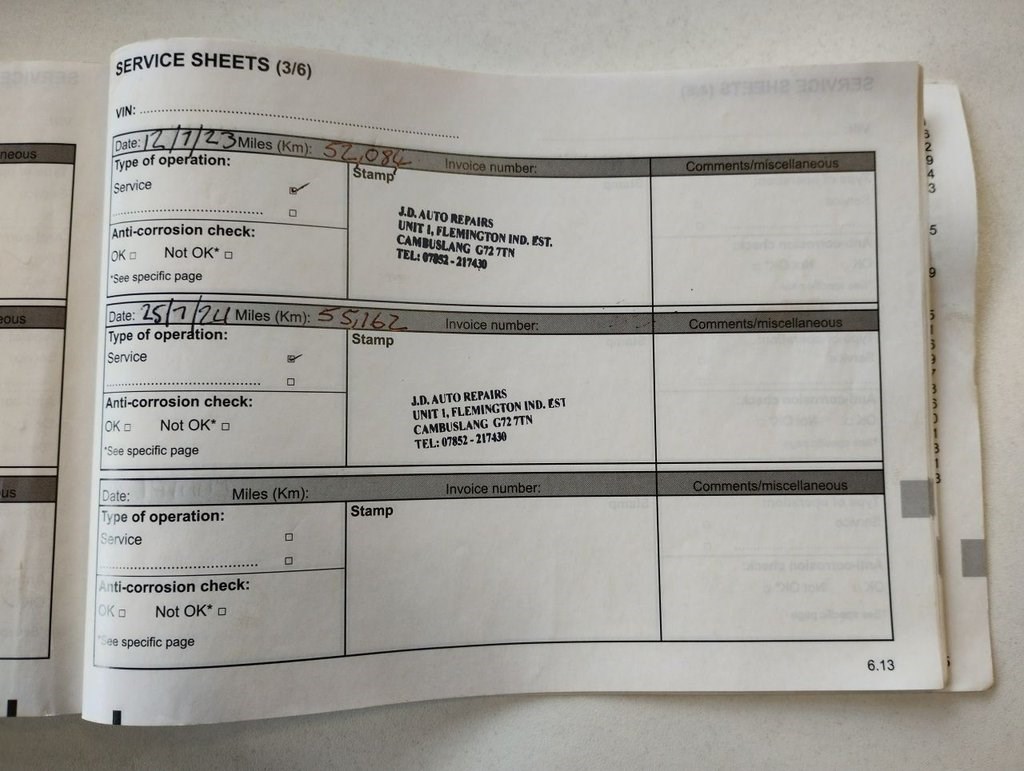 SERVICE SHEETS (3/6)
VIN:
Date: 12/7/23 Miles (Km): 52,084 Invoice number: Comments/miscellaneous
Type of operation:
Stamp
Service
J.D. AUTO REPAIRS
UNIT 1, FLEMINGTON IND. EST.
CAMBUSLANG G72 7TN
TEL: 07852 - 217430
Anti-corrosion check:
OK □ Not OK* □
*See specific page
Date: 25/7/24 Miles (Km): 55,162 Invoice number: Comments/miscellaneous
Type of operation:
Stamp
Service
J.D. AUTO REPAIRS
UNIT 1, FLEMINGTON IND. EST
CAMBUSLANG G72 7TN
TEL: 07852 - 217430
Anti-corrosion check:
OK □ Not OK* □
*See specific page
Date: Miles (Km): Invoice number: Comments/miscellaneous
Type of operation:
Stamp
Service
Anti-corrosion check:
OK □ Not OK* □
*See specific page
6.13